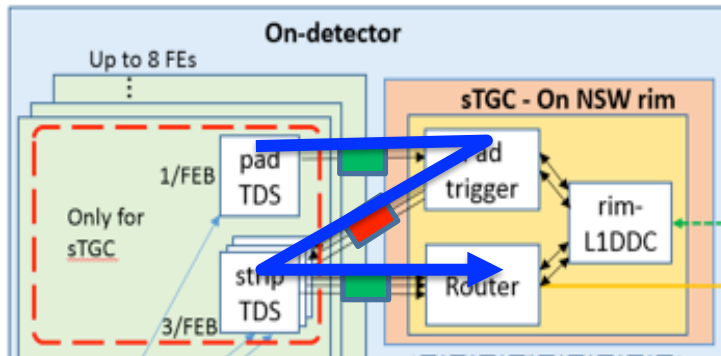 On-detector
Up to 8 FEs
sTGC - On NSW rim
1/FEB
pad
TDS
trigger
Only for
sTGC
rim-
L1DDC
strip
TDS
Router
3/FEB